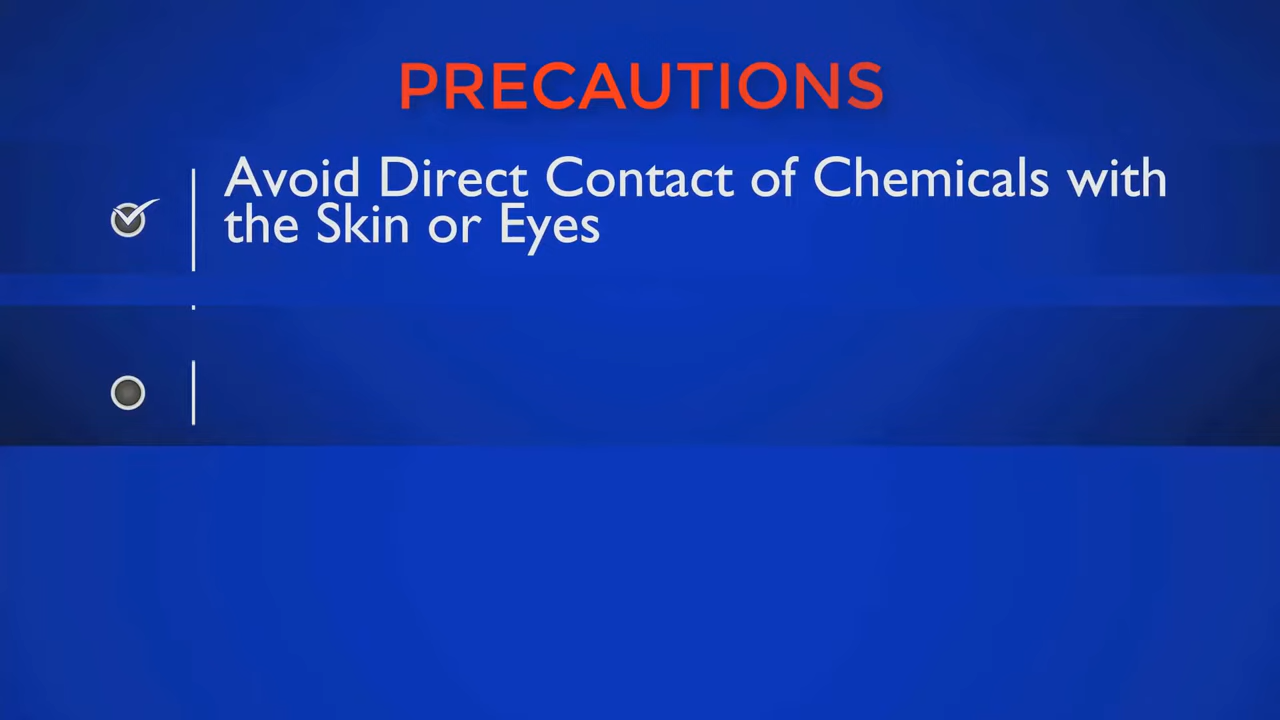 PRECAUTIONS
Avoid Direct Contact of Chemicals with
the Skin or Eyes